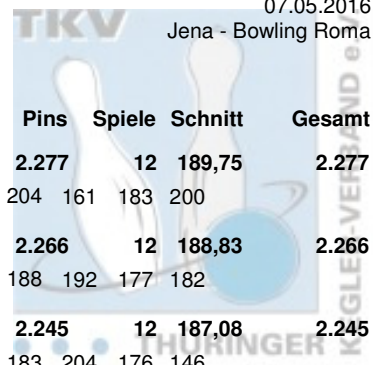 07.05.2016
TKV
Jena - Bowling Roma
Pins Spiele Schnitt Gesamt
2.277 12 189,75 2.277
204 161 183 200
2.266 12 188,83 2.266
188 192 177 182
2.245 12 187,08 2.245
183 204 176 146
THÜRINGER
KEGLER-VERBAND e.V